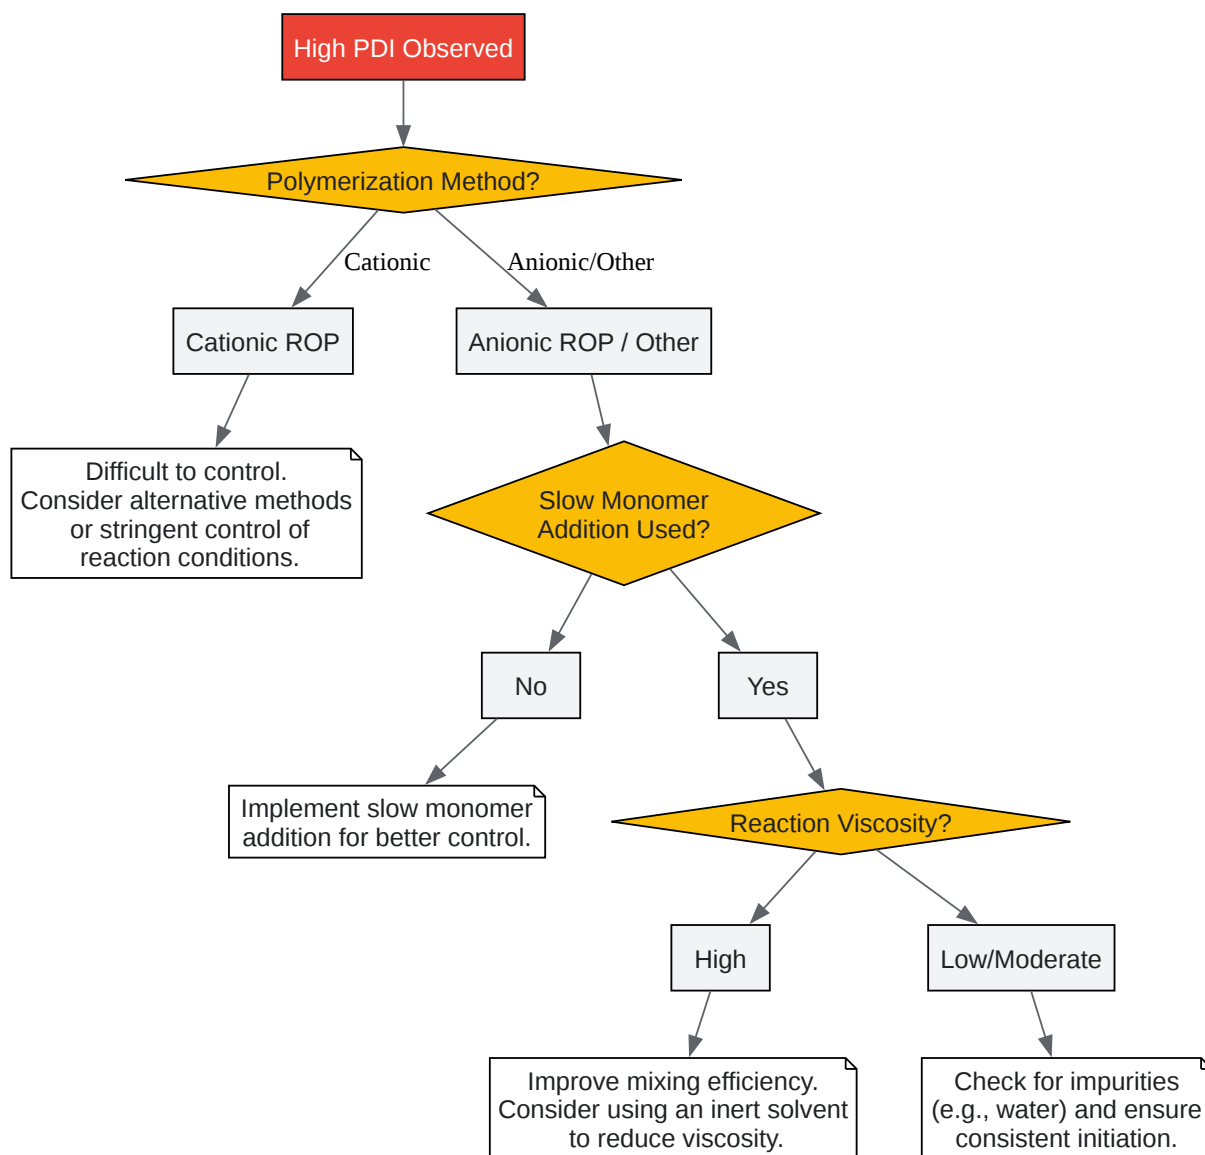 High PDI Observed
Polymerization Method?
Cationic
Anionic/Other
Cationic ROP
Anionic ROP / Other
Difficult to control.
Consider alternative methods
or stringent control of
reaction conditions.
Slow Monomer
Addition Used?
No
Yes
Implement slow monomer
addition for better control.
Reaction Viscosity?
High
Low/Moderate
Improve mixing efficiency.
Consider using an inert solvent
to reduce viscosity.
Check for impurities
(e.g., water) and ensure
consistent initiation.